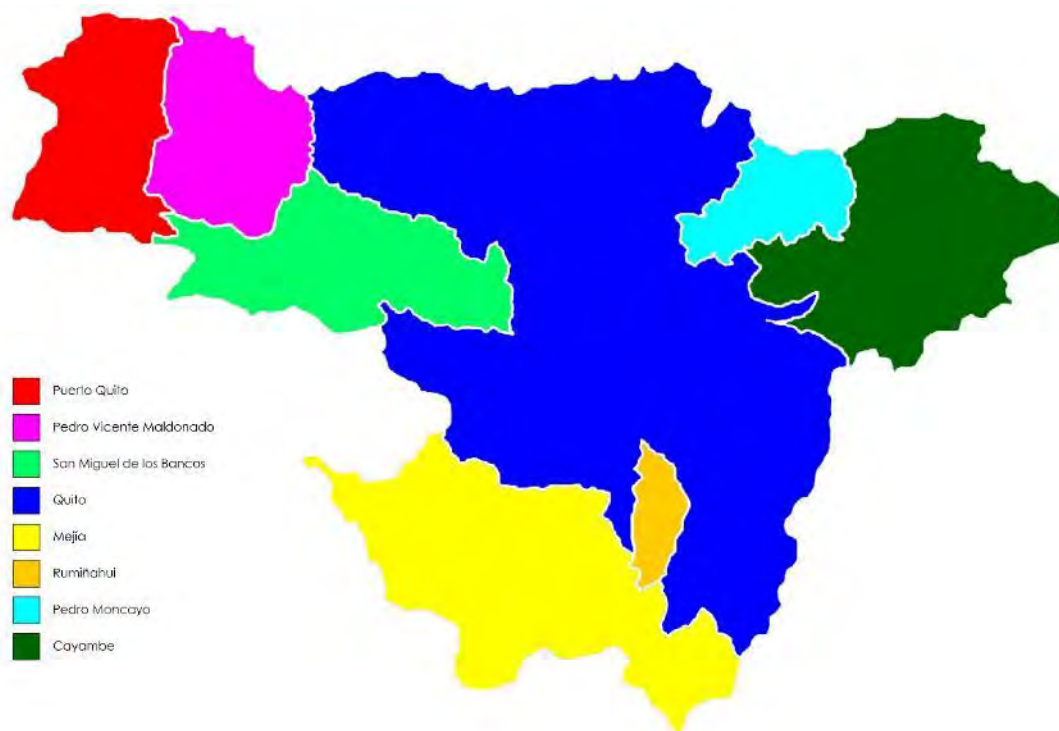 Puerto Quito
Pedro Vicente Maldonado
San Miguel de los Bancos
Quito
Mejía
Rumiñahui
Pedro Moncayo
Cayambe